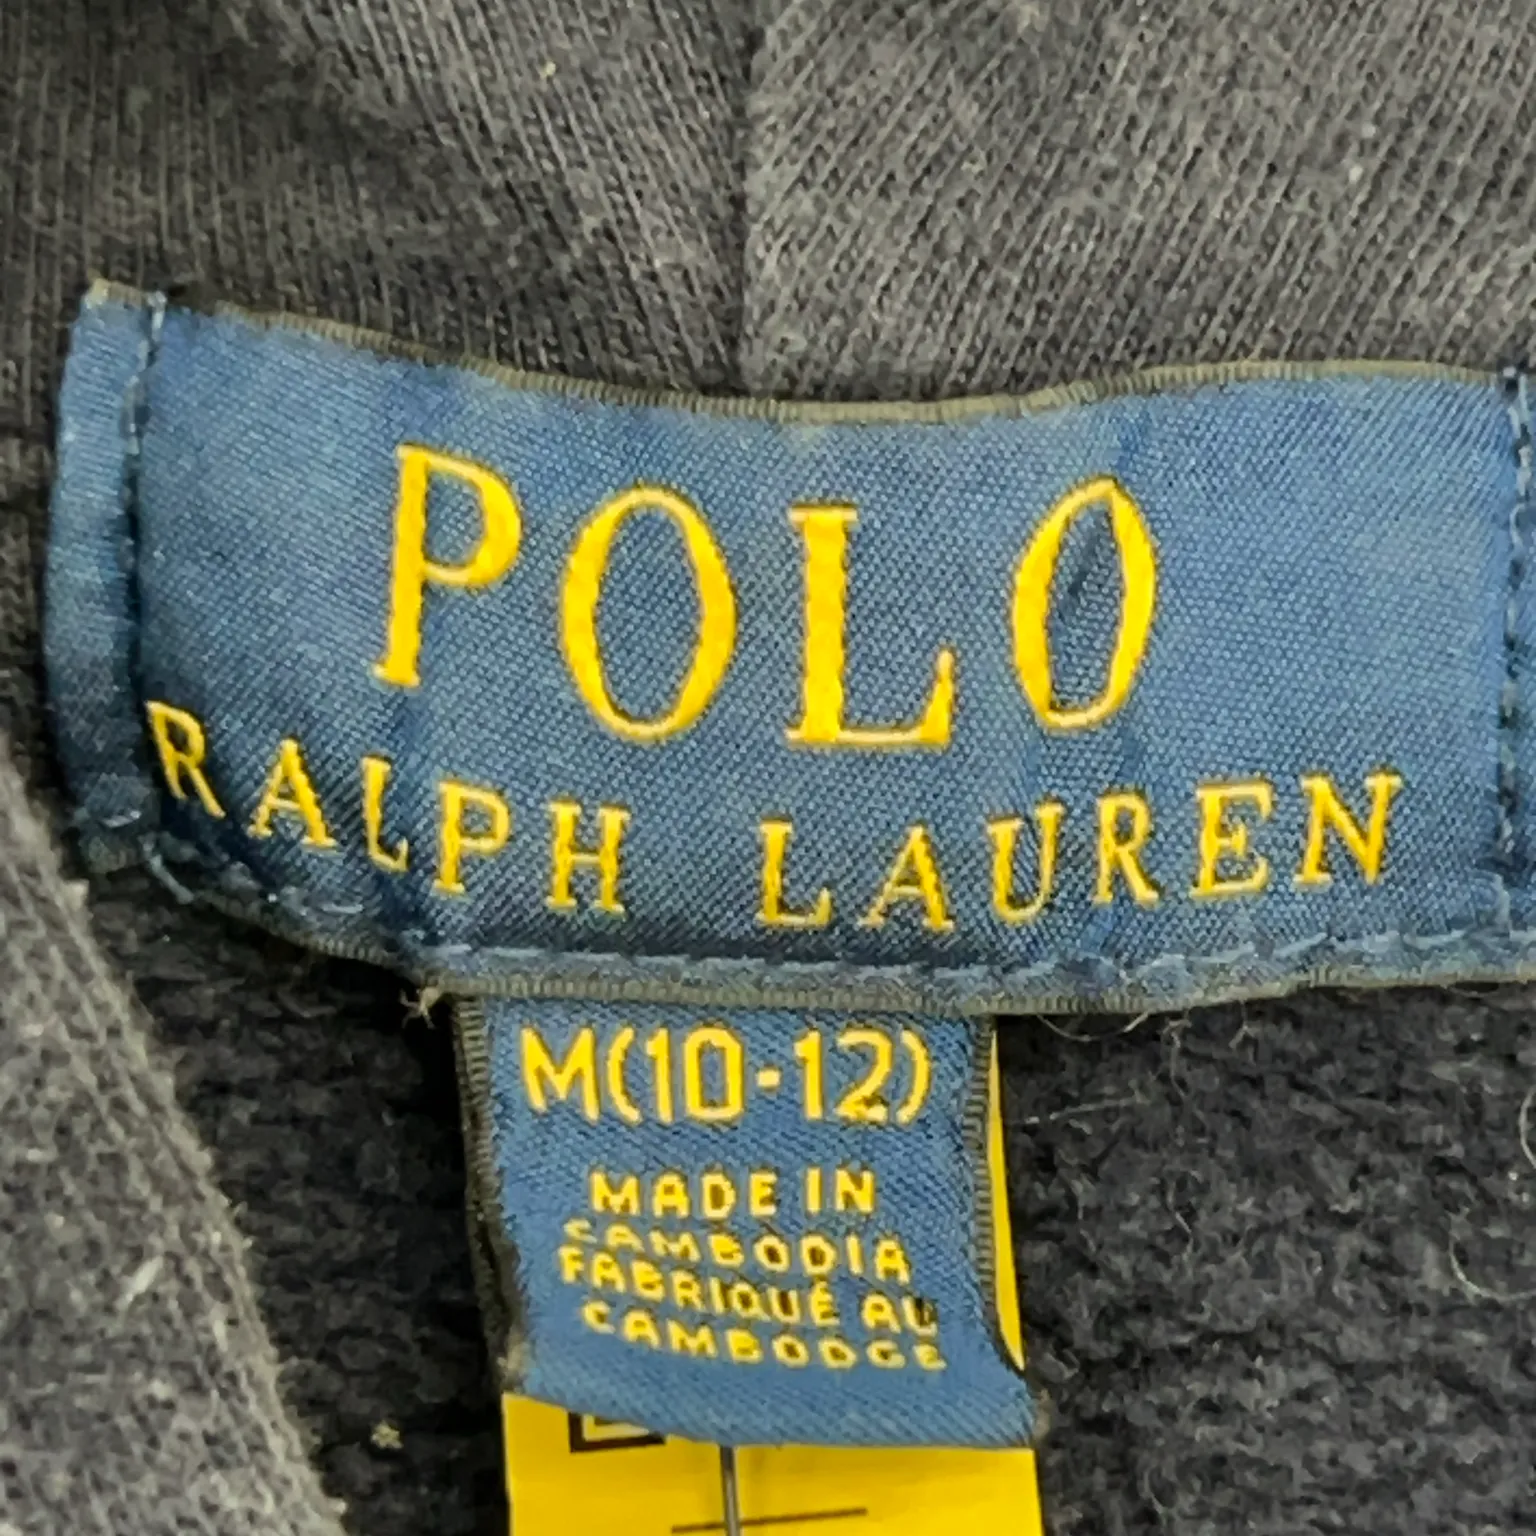 POLO
RALPH LAUREN
M(10-12)
MADE IN
CAMBODIA
FABRIQUÉ AU
CAMBODGE